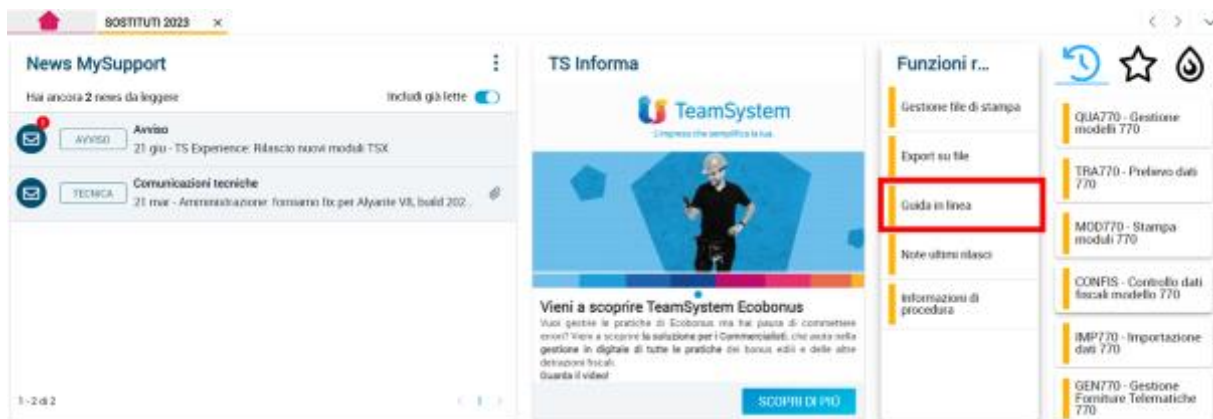 SOSTITUTI 2023 ×
News MySupport
Hai ancora 2 news da leggere
Includi già lette
AVVISO
Avviso
21 giu - TS Experience: Rilascio nuovi moduli TSX
TECNICA
Comunicazioni tecniche
21 mar - Amministrazione: forniamo fix per Alyante V8, build 202...
1 - 2 di 2
1
TS Informa
TeamSystem
L'impresa che semplifica la tua.
Vieni a scoprire TeamSystem Ecobonus
Vuoi gestire le pratiche di Ecobonus ma hai paura di commettere
errori? Vieni a scoprire la soluzione per i Commercialisti, che aiuta nella
gestione in digitale di tutte le pratiche dei bonus edili e delle altre
detrazioni fiscali.
Guarda il video!
SCOPRI DI PIÙ
Funzioni r...
Gestione file di stampa
Export su file
Guida in linea
Note ultimi rilasci
Informazioni di
procedura
QUA770 - Gestione
modelli 770
TRA770 - Prelievo dati
770
MOD770 - Stampa
moduli 770
CONFIS - Controllo dati
fiscali modello 770
IMP770 - Importazione
dati 770
GEN770 - Gestione
Forniture Telematiche
770